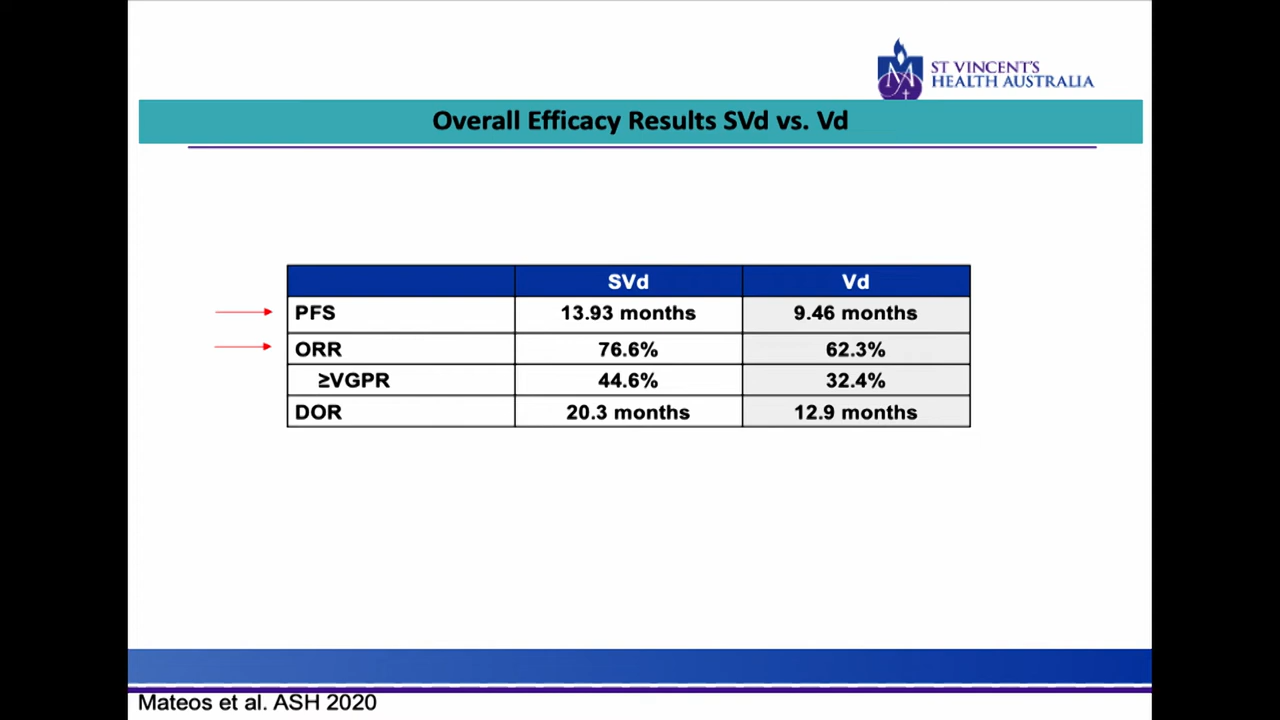 ST VINCENT'S
HEALTH AUSTRALIA
Overall Efficacy Results SVd vs. Vd
SVd Vd
PFS 13.93 months 9.46 months
ORR 76.6% 62.3%
≥VGPR 44.6% 32.4%
DOR 20.3 months 12.9 months
Mateos et al. ASH 2020